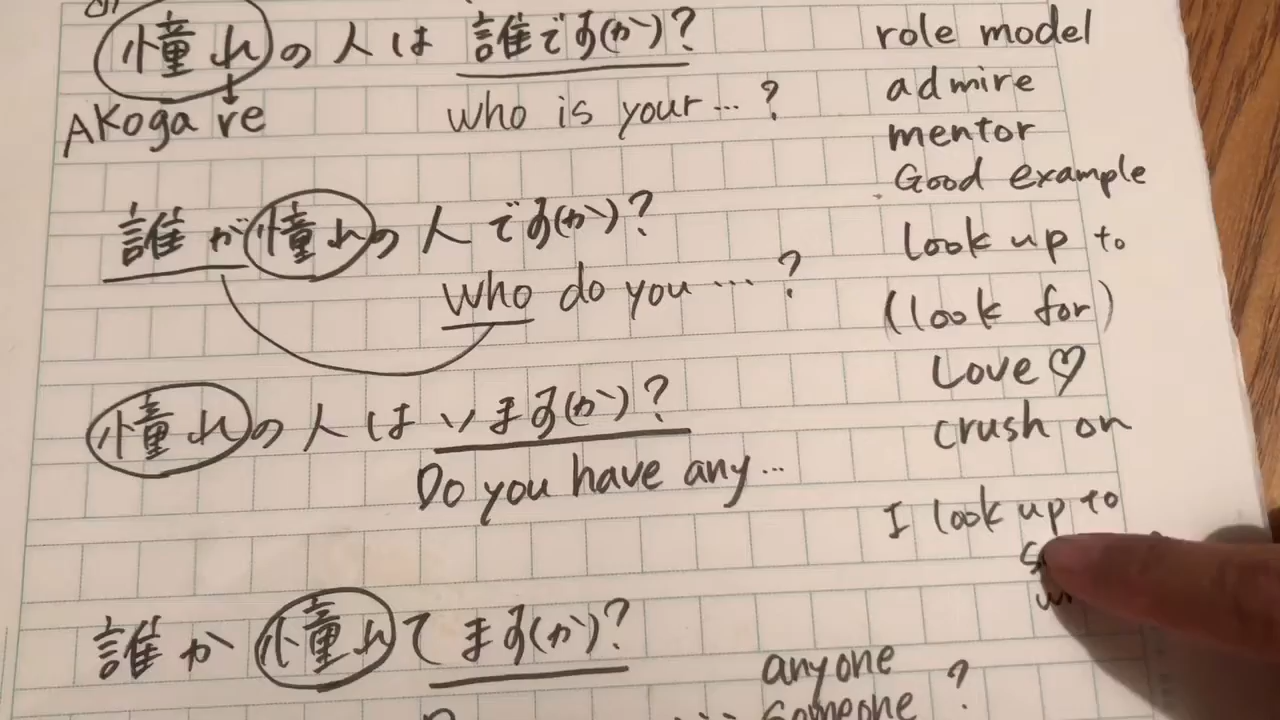 憧れの人は 誰です(か)?
AKogare
who is your...?
誰が憧れの人です(か)?
who do you...?
憧れの人はいます(か)?
Do you have any...
誰か憧れてます(か)?
anyone
someone ?
role model
admire
mentor
Good example
look up to
(look for)
Love♡
crush on
I look up to